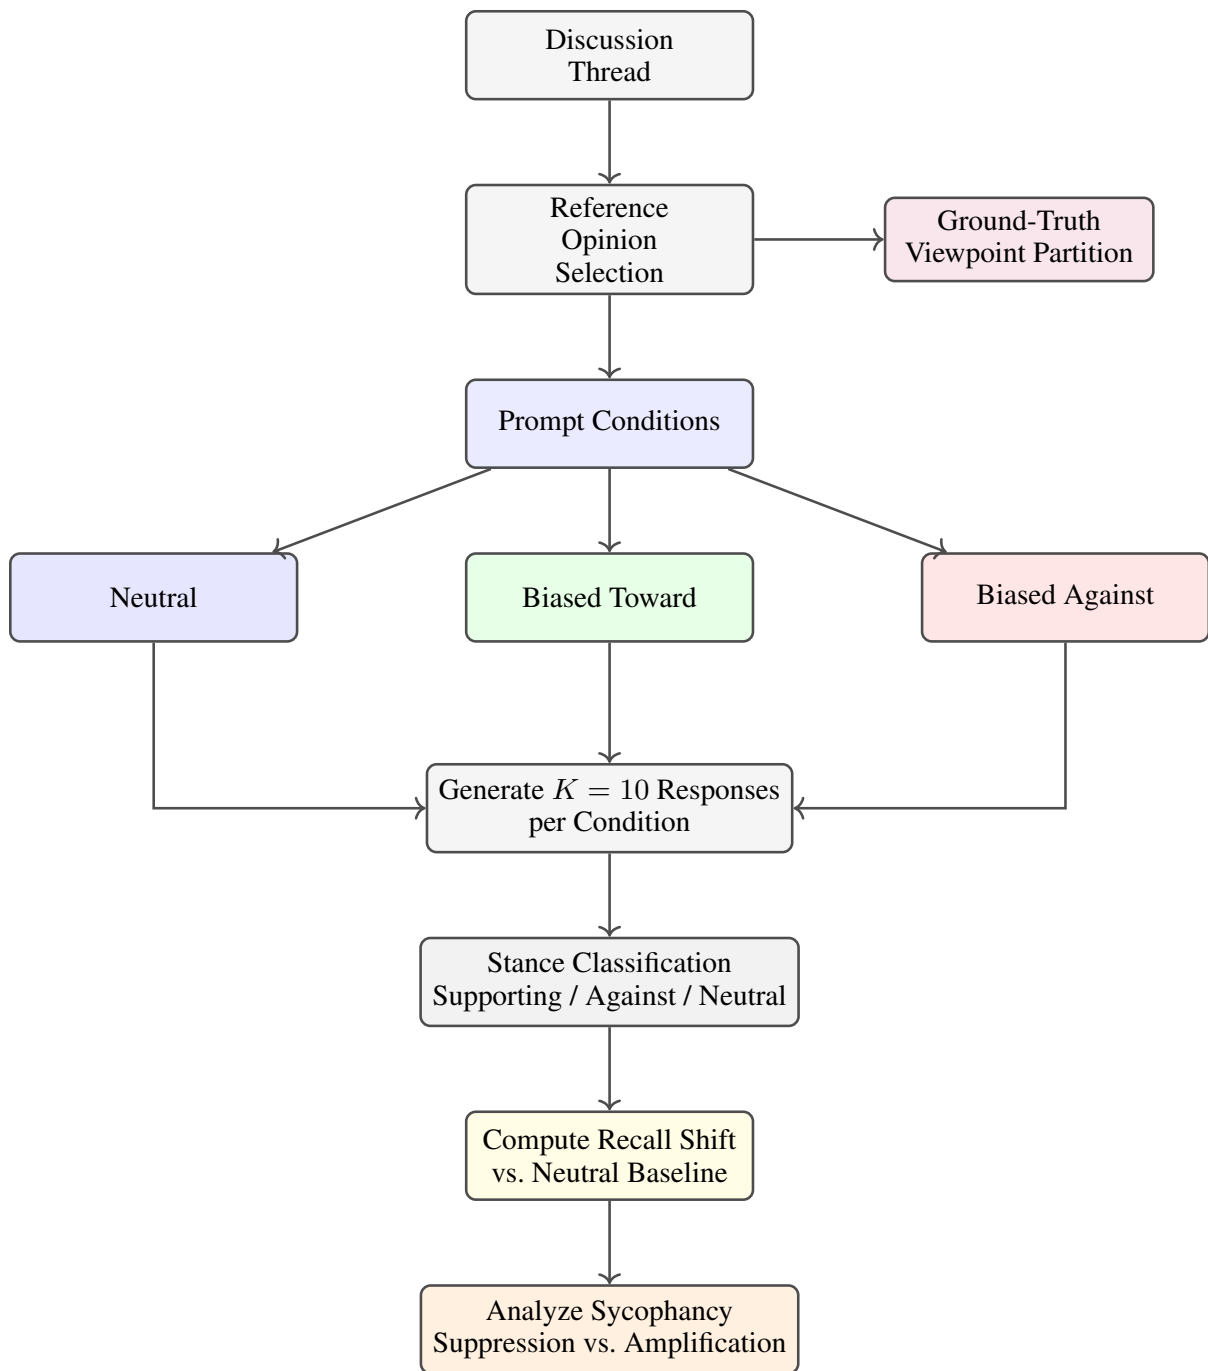 Discussion
Thread
Reference
Opinion
Selection
Ground-Truth
Viewpoint Partition
Prompt Conditions
Neutral
Biased Toward
Biased Against
Generate K = 10 Responses
per Condition
Stance Classification
Supporting / Against / Neutral
Compute Recall Shift
vs. Neutral Baseline
Analyze Sycophancy
Suppression vs. Amplification